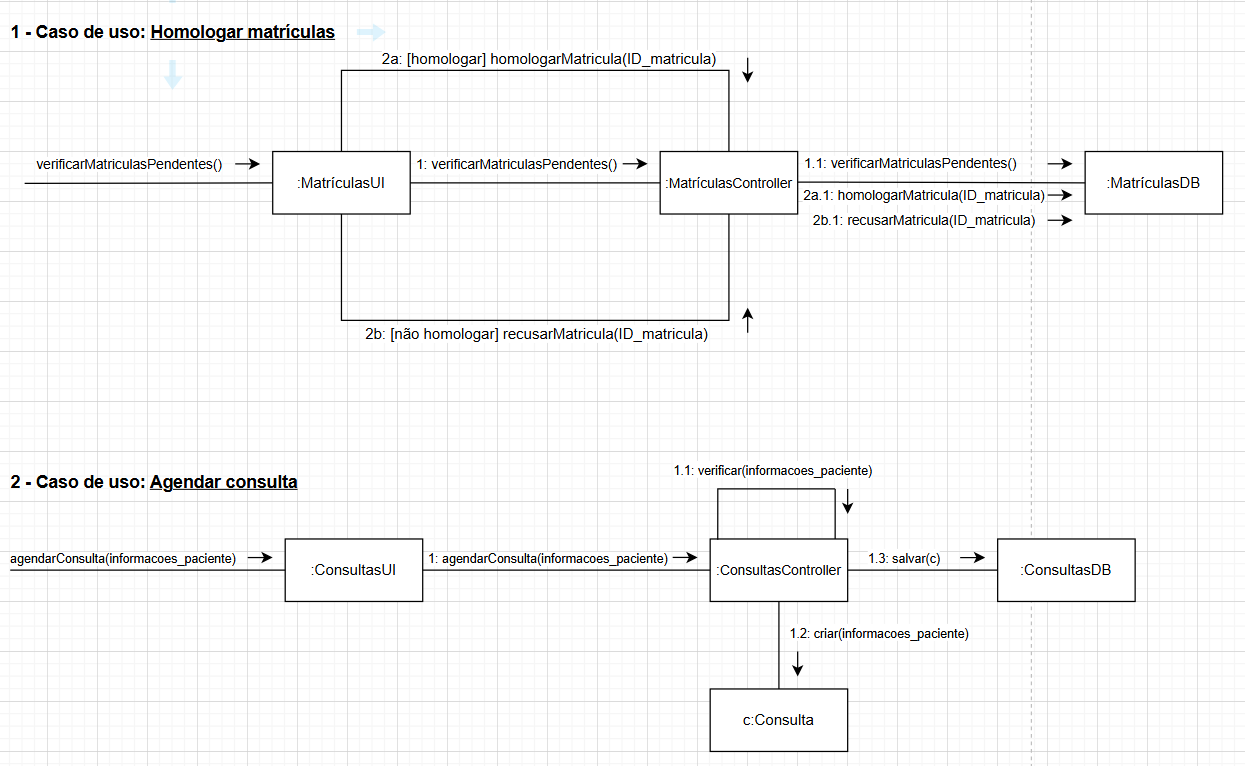 1 - Caso de uso: Homologar matrículas
2a: [homologar] homologarMatricula(ID_matricula)
verificarMatriculasPendentes()
:MatrículasUI
1: verificarMatriculasPendentes()
:MatrículasController
1.1: verificarMatriculasPendentes()
2a.1: homologarMatricula(ID_matricula)
2b.1: recusarMatricula(ID_matricula)
:MatrículasDB
2b: [não homologar] recusarMatricula(ID_matricula)
2 - Caso de uso: Agendar consulta
1.1: verificar(informacoes_paciente)
agendarConsulta(informacoes_paciente)
:ConsultasUI
1: agendarConsulta(informacoes_paciente)
:ConsultasController
1.3: salvar(c)
:ConsultasDB
1.2: criar(informacoes_paciente)
c:Consulta